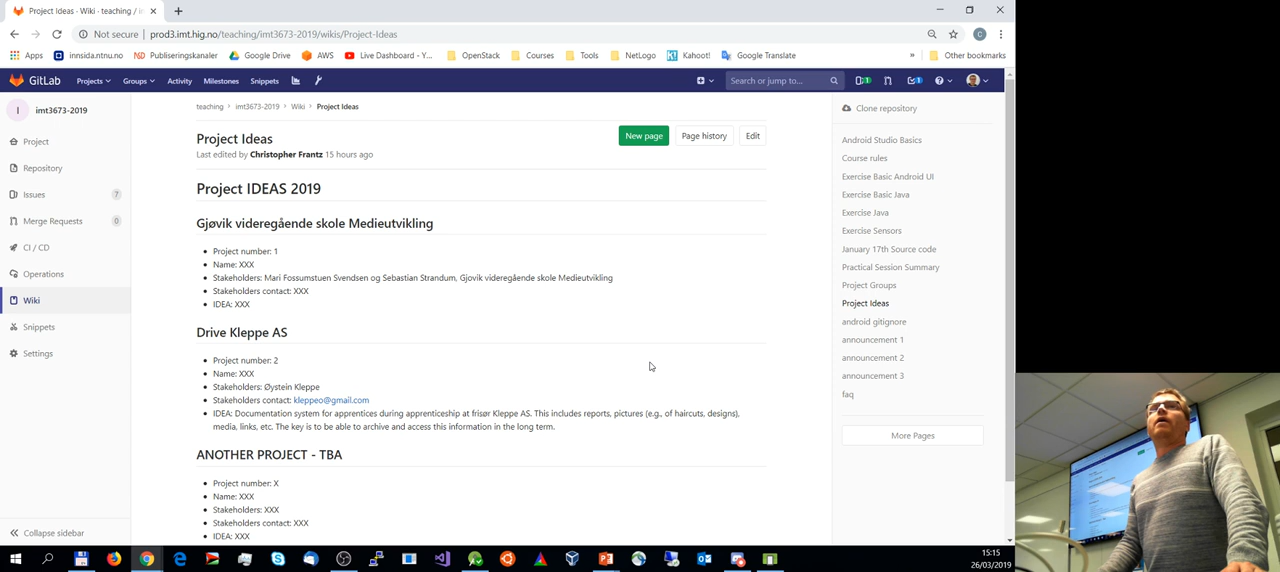 Project Ideas · Wiki · teaching / i
Not secure | prod3.imt.hig.no/teaching/imt3673-2019/wikis/Project-Ideas
Apps innsida.ntnu.no Publiseringskanaler Google Drive AWS Live Dashboard - Y... OpenStack Courses Tools NetLogo Kahoot! Google Translate » Other bookmarks
GitLab Projects Groups Activity Milestones Snippets Search or jump to... 1 1
I imt3673-2019
Project
Repository
Issues 7
Merge Requests 0
CI / CD
Operations
Wiki
Snippets
Settings
Collapse sidebar
teaching > imt3673-2019 > Wiki > Project Ideas
Project Ideas
New page Page history Edit
Last edited by Christopher Frantz 15 hours ago
Project IDEAS 2019
Gjøvik videregående skole Medieutvikling
Project number: 1
Name: XXX
Stakeholders: Mari Fossumstuen Svendsen og Sebastian Strandum, Gjovik videregående skole Medieutvikling
Stakeholders contact: XXX
IDEA: XXX
Drive Kleppe AS
Project number: 2
Name: XXX
Stakeholders: Øystein Kleppe
Stakeholders contact: kleppeo@gmail.com
IDEA: Documentation system for apprentices during apprenticeship at frisør Kleppe AS. This includes reports, pictures (e.g., of haircuts, designs),
media, links, etc. The key is to be able to archive and access this information in the long term.
ANOTHER PROJECT - TBA
Project number: X
Name: XXX
Stakeholders: XXX
Stakeholders contact: XXX
IDEA: XXX
Clone repository
Android Studio Basics
Course rules
Exercise Basic Android UI
Exercise Basic Java
Exercise Java
Exercise Sensors
January 17th Source code
Practical Session Summary
Project Groups
Project Ideas
android gitignore
announcement 1
announcement 2
announcement 3
faq
More Pages
15:15
26/03/2019